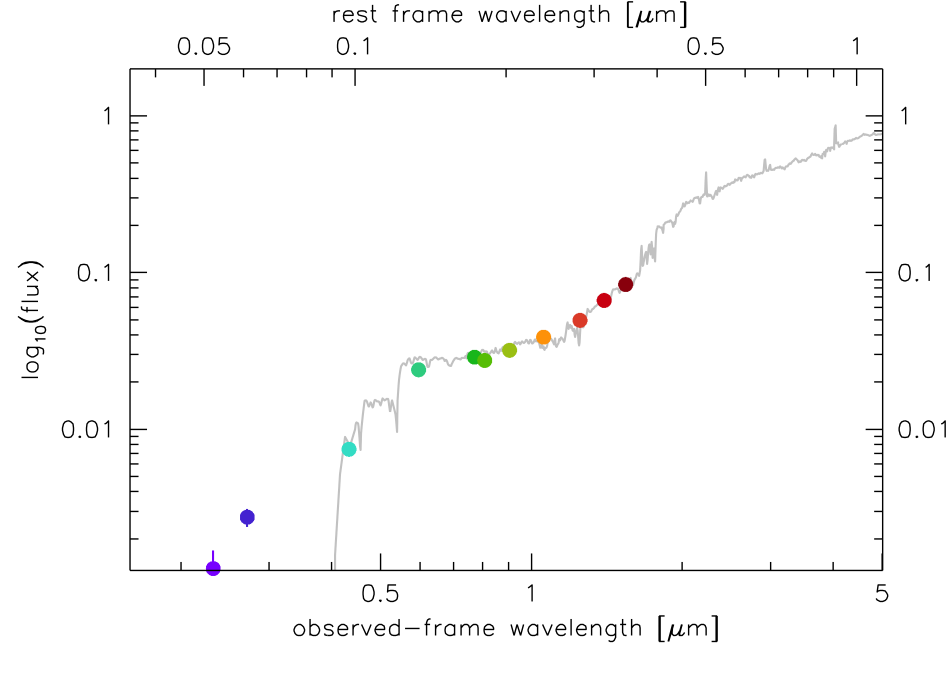 rest frame wavelength [μm]
0.05 0.1 0.5 1
1 1
0.1 0.1
0.01 0.01
log10(flux)
0.5 1 5
observed-frame wavelength [μm]